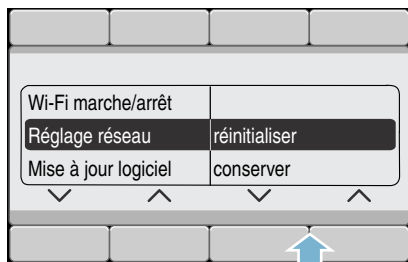 Wi-Fi marche/arrêt
Réglage réseau réinitialiser
Mise à jour logiciel conserver